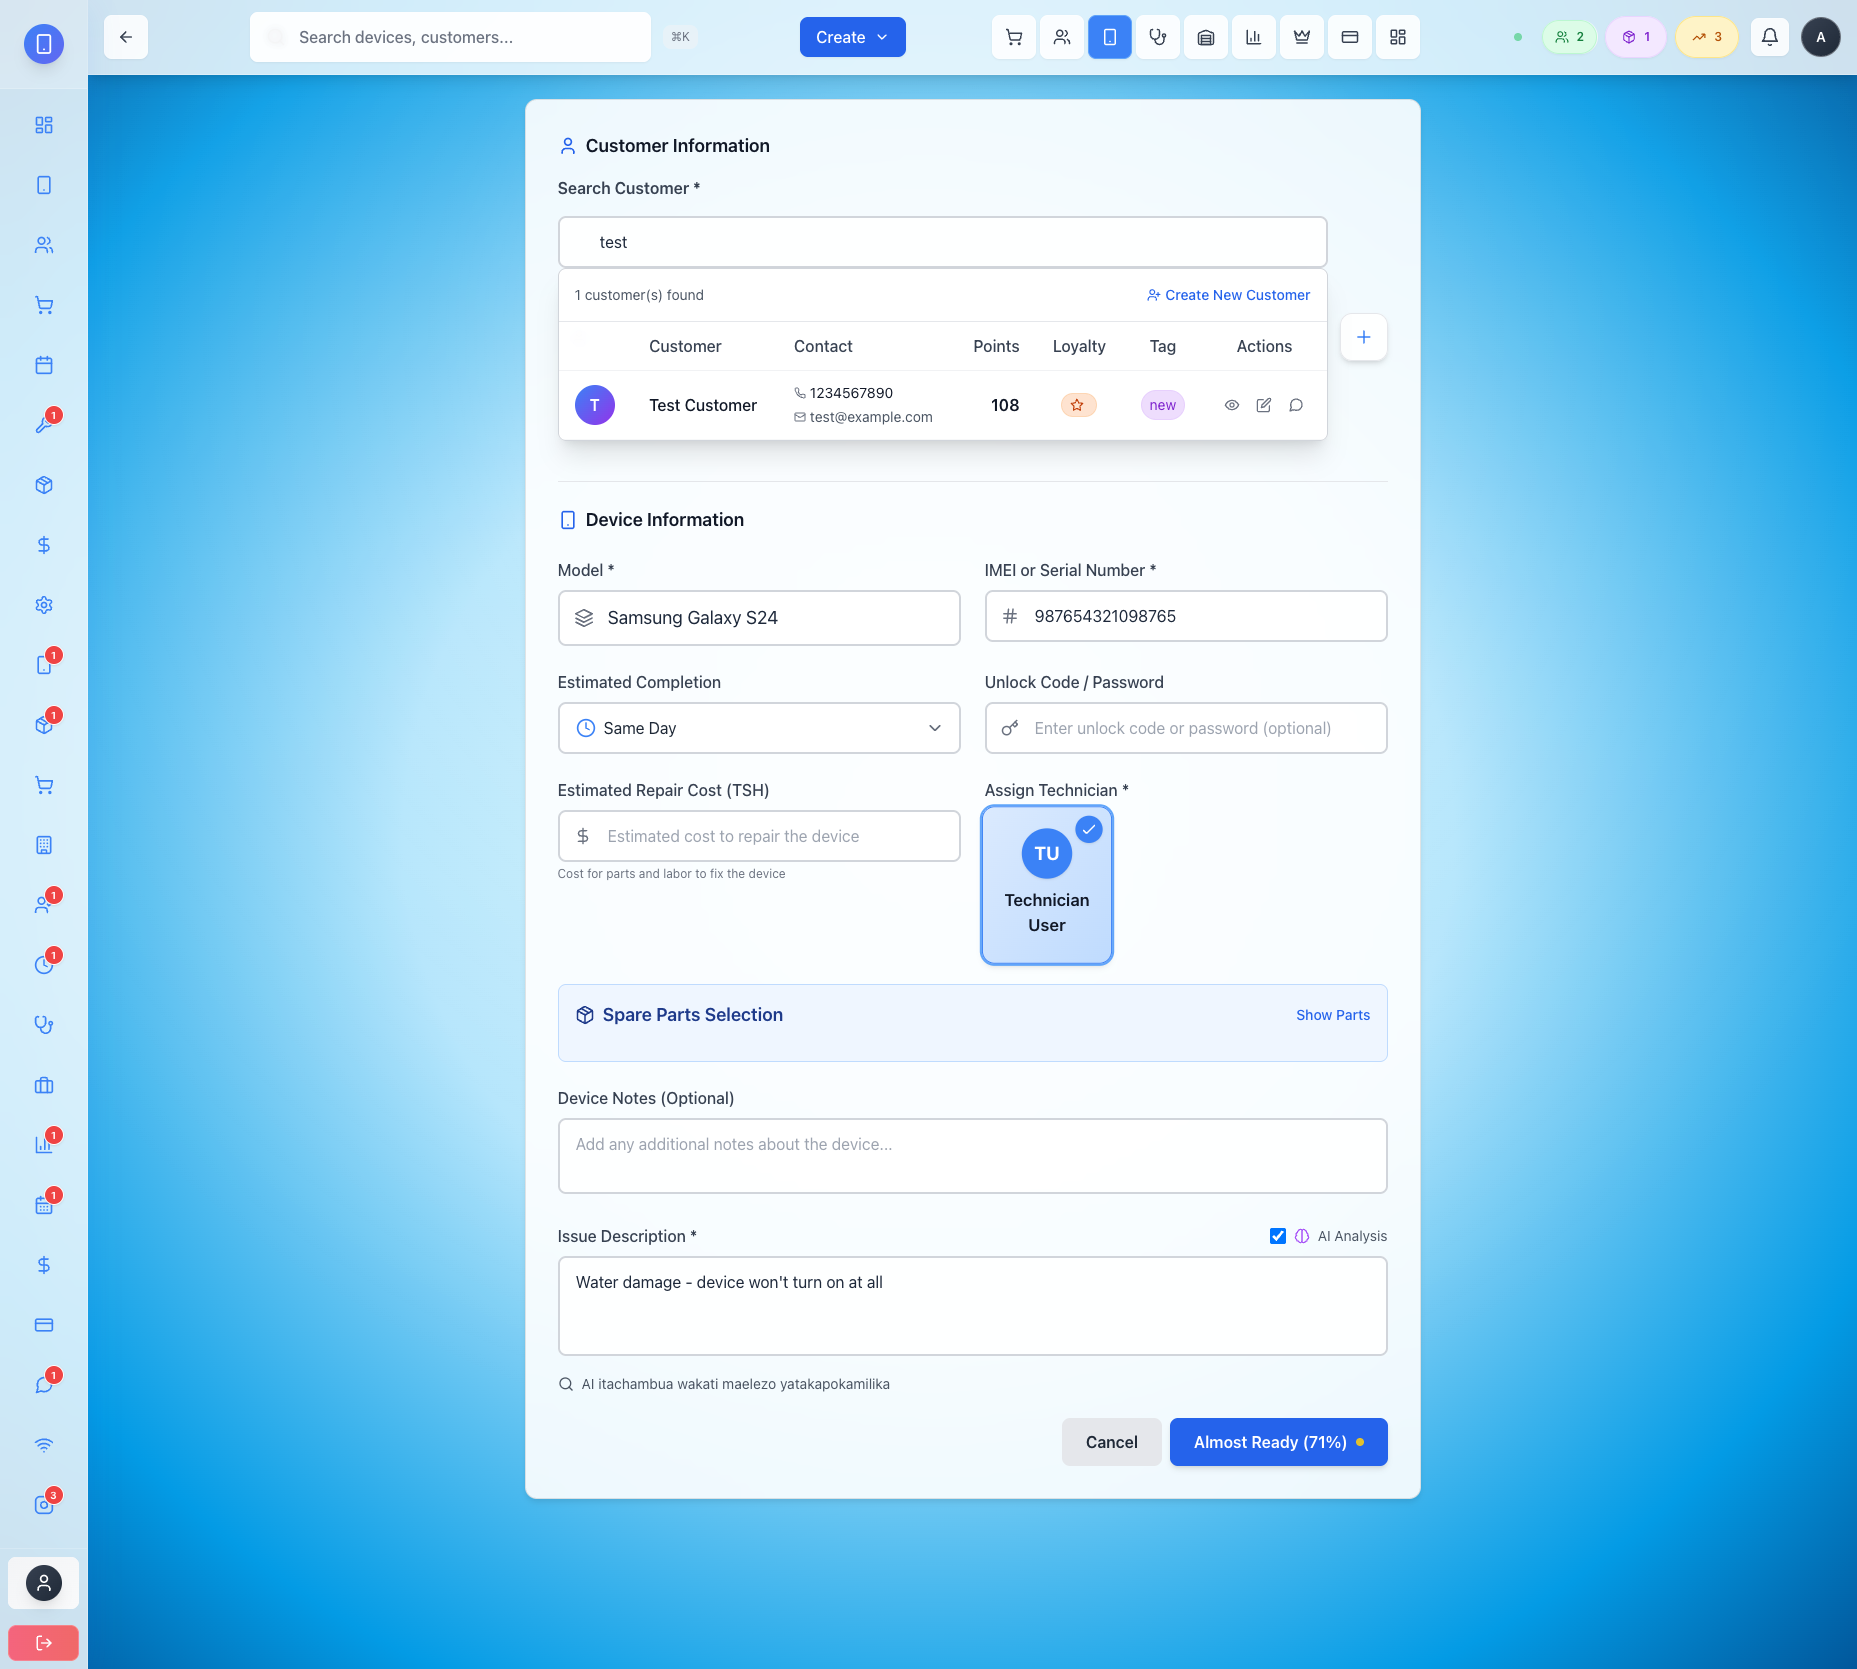 Search devices, customers...
⌘K
Create
2
1
3
A
Customer Information
Search Customer *
test
1 customer(s) found
Create New Customer
Customer Contact Points Loyalty Tag Actions
T
Test Customer
1234567890
test@example.com
108
new
Device Information
Model *
Samsung Galaxy S24
IMEI or Serial Number *
987654321098765
Estimated Completion
Same Day
Unlock Code / Password
Enter unlock code or password (optional)
Estimated Repair Cost (TSH)
Estimated cost to repair the device
Cost for parts and labor to fix the device
Assign Technician *
TU
Technician
User
Spare Parts Selection
Show Parts
Device Notes (Optional)
Add any additional notes about the device...
Issue Description *
AI Analysis
Water damage - device won't turn on at all
AI itachambua wakati maelezo yatakapokamilika
Cancel
Almost Ready (71%)
1
1
1
1
1
1
1
1
3